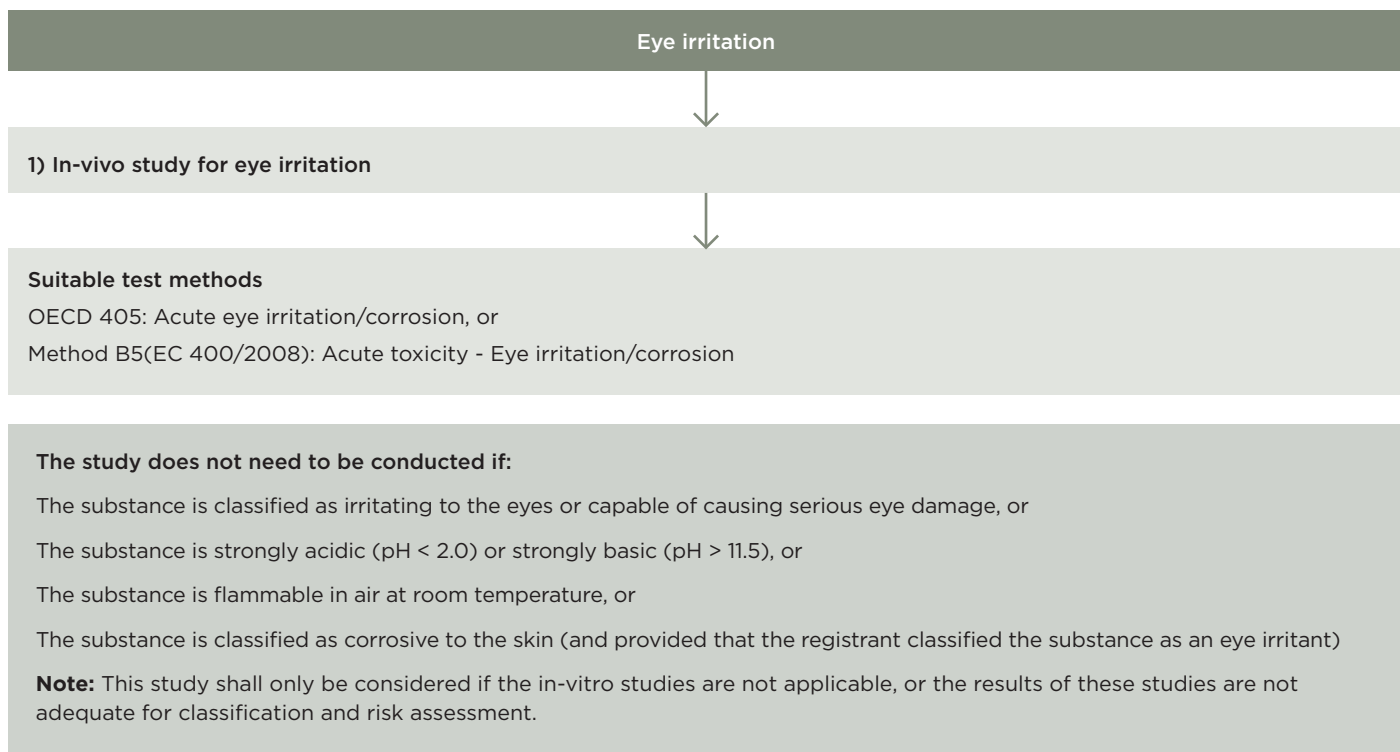 Eye irritation
1) In-vivo study for eye irritation
Suitable test methods
OECD 405: Acute eye irritation/corrosion, or
Method B5(EC 400/2008): Acute toxicity - Eye irritation/corrosion
The study does not need to be conducted if:
The substance is classified as irritating to the eyes or capable of causing serious eye damage, or
The substance is strongly acidic (pH < 2.0) or strongly basic (pH > 11.5), or
The substance is flammable in air at room temperature, or
The substance is classified as corrosive to the skin (and provided that the registrant classified the substance as an eye irritant)
Note: This study shall only be considered if the in-vitro studies are not applicable, or the results of these studies are not
adequate for classification and risk assessment.